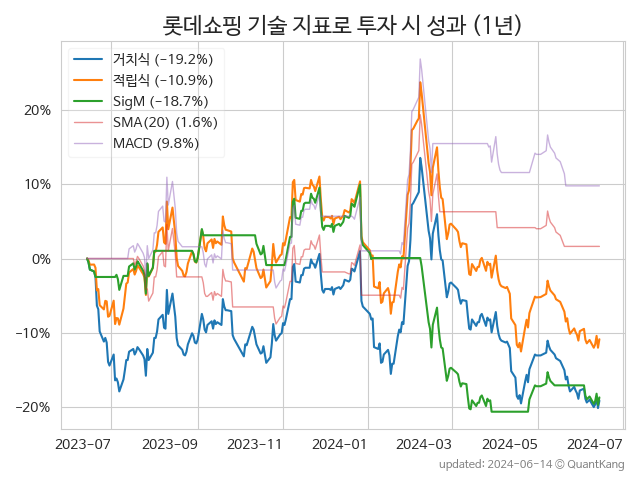 롯데쇼핑 기술 지표로 투자 시 성과 (1년)
거치식 (−19.2%)
적립식 (−10.9%)
SigM (−18.7%)
SMA(20) (1.6%)
MACD (9.8%)
20%
10%
0%
−10%
−20%
2023−07
2023−09
2023−11
2024−01
2024−03
2024−05
2024−07
updated: 2024−06−14 © QuantKang